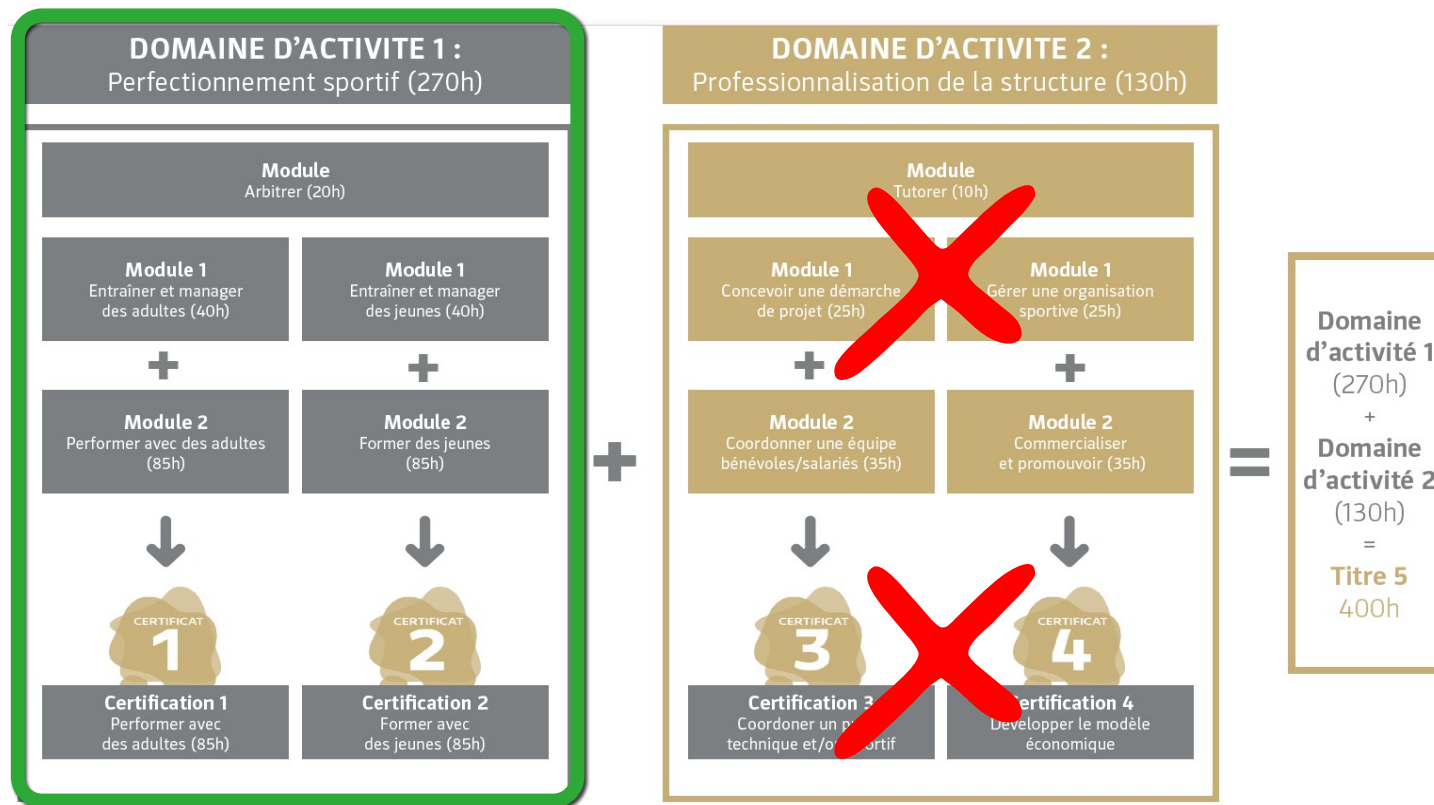 DOMAINE D'ACTIVITE 1 :
Perfectionnement sportif (270h)
Module
Arbitrer (20h)
Module 1
Entraîner et manager
des adultes (40h)
Module 1
Entraîner et manager
des jeunes (40h)
+
+
Module 2
Performer avec des adultes
(85h)
Module 2
Former des jeunes
(85h)
CERTIFICAT
1
CERTIFICAT
2
Certification 1
Performer avec
des adultes (85h)
Certification 2
Former avec
des jeunes (85h)
+
DOMAINE D'ACTIVITE 2 :
Professionnalisation de la structure (130h)
Module
Tutorer (10h)
Module 1
Concevoir une démarche
de projet (25h)
Module 1
Gérer une organisation
sportive (25h)
+
+
Module 2
Coordonner une équipe
bénévoles/salariés (35h)
Module 2
Commercialiser
et promouvoir (35h)
CERTIFICAT
3
CERTIFICAT
4
Certification 3
Coordoner un
technique et/
Certification 4
Développer le modèle
économique
=
Domaine
d'activité 1
(270h)
+
Domaine
d'activité 2
(130h)
=
Titre 5
400h